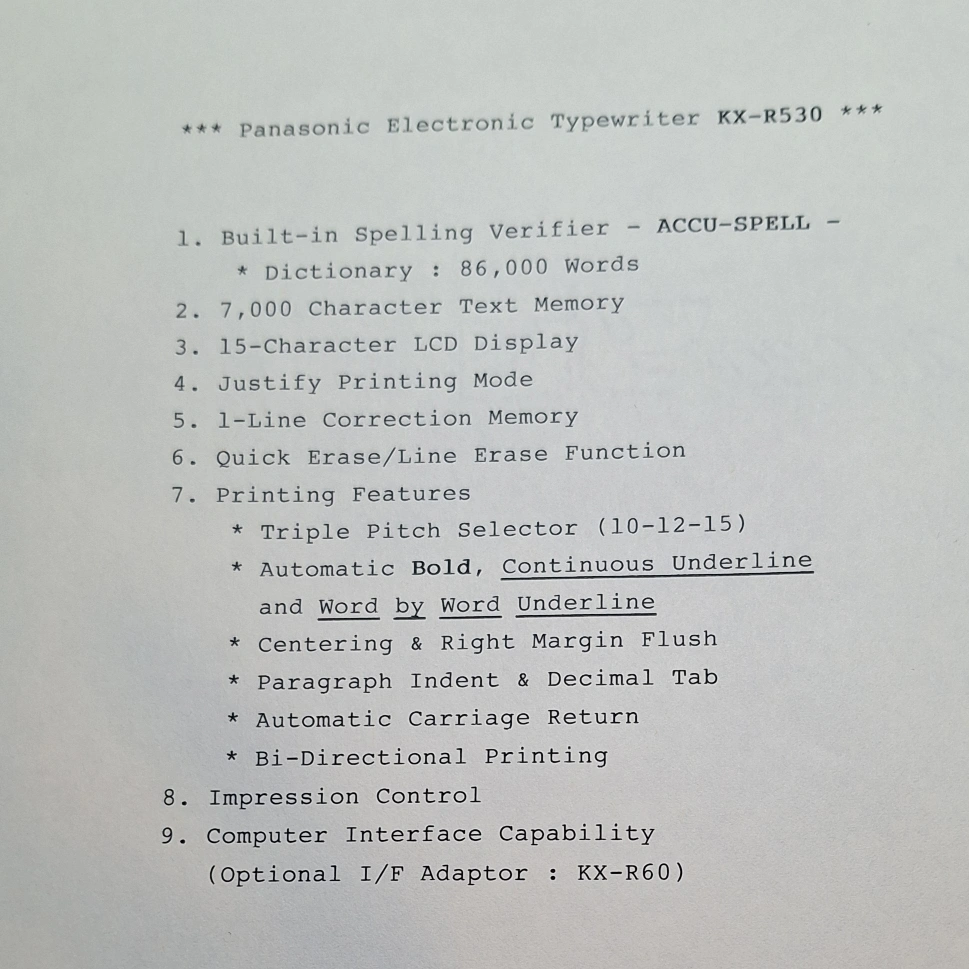 *** Panasonic Electronic Typewriter KX-R530 ***
1. Built-in Spelling Verifier - ACCU-SPELL -
* Dictionary : 86,000 Words
2. 7,000 Character Text Memory
3. 15-Character LCD Display
4. Justify Printing Mode
5. 1-Line Correction Memory
6. Quick Erase/Line Erase Function
7. Printing Features
* Triple Pitch Selector (10-12-15)
* Automatic Bold, Continuous Underline
and Word by Word Underline
* Centering & Right Margin Flush
* Paragraph Indent & Decimal Tab
* Automatic Carriage Return
* Bi-Directional Printing
8. Impression Control
9. Computer Interface Capability
(Optional I/F Adaptor : KX-R60)